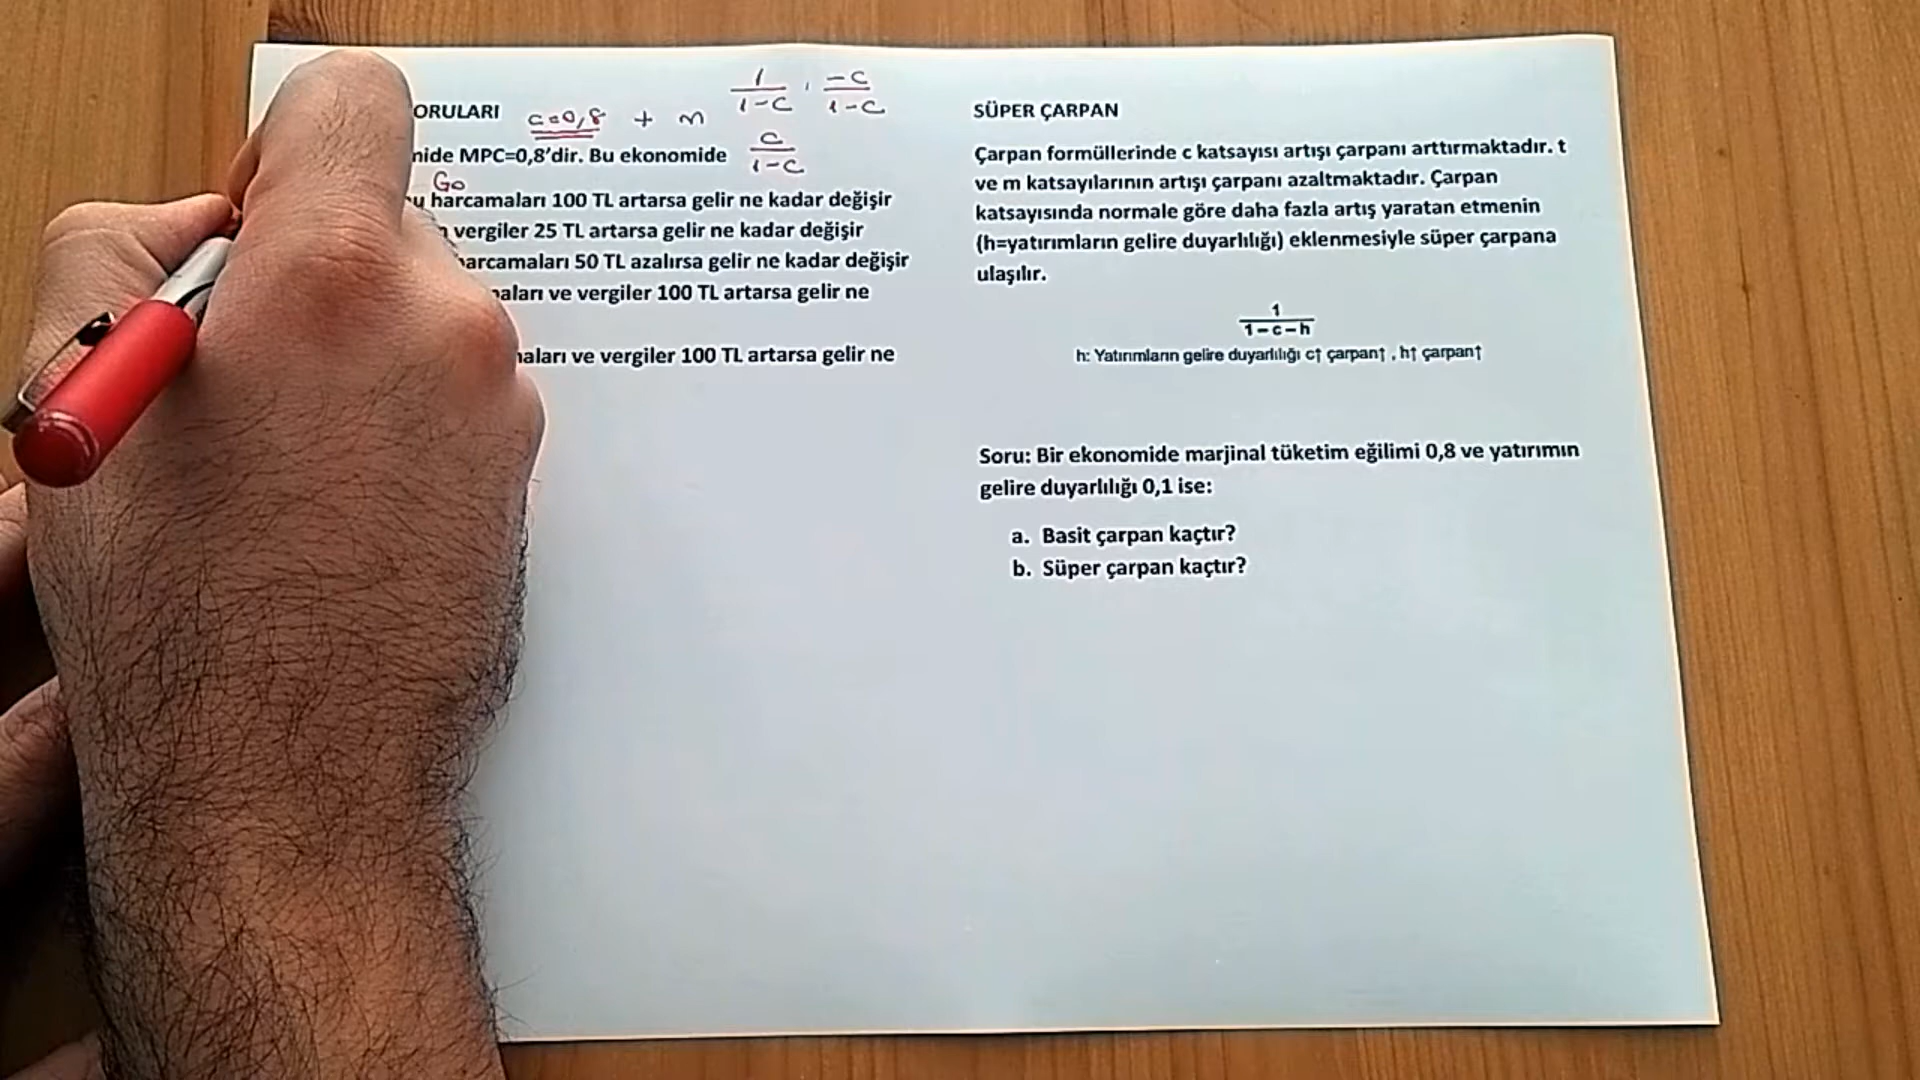 ORULARI
c=0,8 + m
1/1-c , -c/1-c
MPC=0,8'dir. Bu ekonomide
c/1-c
Go
harcamaları 100 TL artarsa gelir ne kadar değişir
vergiler 25 TL artarsa gelir ne kadar değişir
harcamaları 50 TL azalırsa gelir ne kadar değişir
ve vergiler 100 TL artarsa gelir ne
ve vergiler 100 TL artarsa gelir ne
SÜPER ÇARPAN
Çarpan formüllerinde c katsayısı artışı çarpanı arttırmaktadır. t
ve m katsayılarının artışı çarpanı azaltmaktadır. Çarpan
katsayısında normale göre daha fazla artış yaratan etmenin
(h=yatırımların gelire duyarlılığı) eklenmesiyle süper çarpana
ulaşılır.
1
1-c-h
h: Yatırımların gelire duyarlılığı c↑ çarpan↑ , h↑ çarpan↑
Soru: Bir ekonomide marjinal tüketim eğilimi 0,8 ve yatırımın
gelire duyarlılığı 0,1 ise:
a. Basit çarpan kaçtır?
b. Süper çarpan kaçtır?